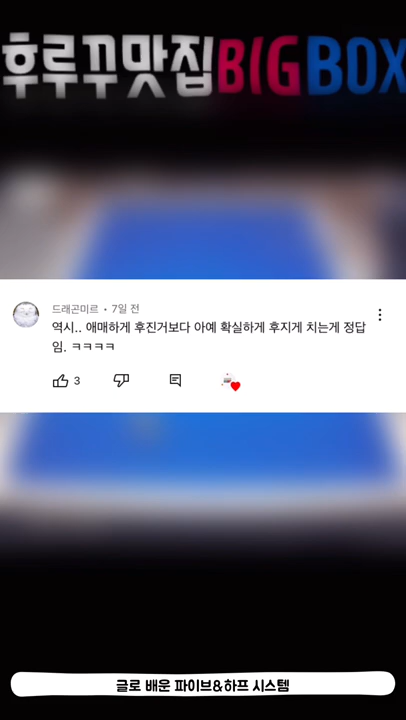 후루꾸맛집BIGBOX
드래곤미르 • 7일 전
역시.. 애매하게 후진거보다 아예 확실하게 후지게 치는게 정답
임. ㅋㅋㅋㅋ
3
글로 배운 파이브&하프 시스템